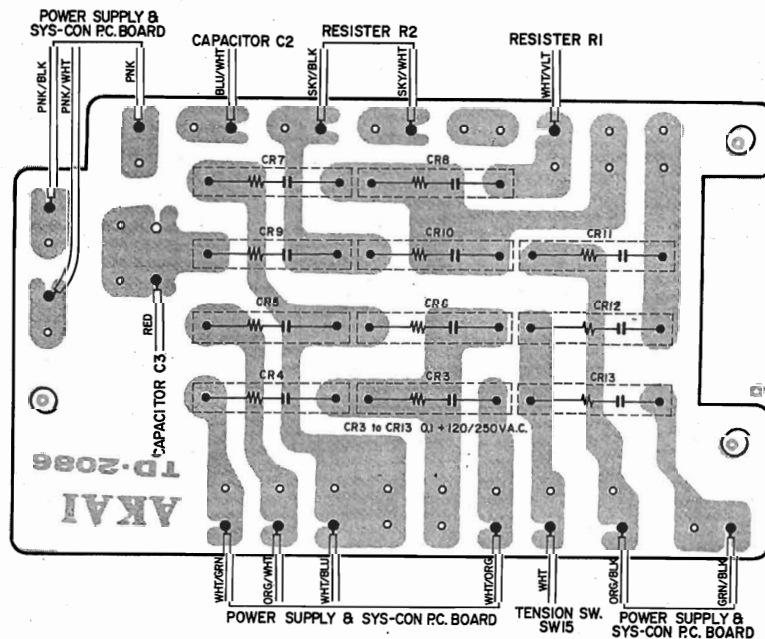 POWER SUPPLY &
SYS-CON P.C. BOARD
CAPACITOR C2
RESISTER R2
RESISTER R1
PNK/BLK
PNK/WHT
PNK
BLU/WHT
SKY/BLK
SKY/WHT
WHT/VLT
CR7
CR8
CR9
CR10
CR11
RED
CAPACITOR C3
CR5
CR6
CR12
CR4
CR3
CR13
CR3 to CR13 0.1 + 120/250V A.C.
TD-2086
AKAI
WHT/GRN
ORG/WHT
WHT/BLU
WHT/ORG
WHT
ORG/BLK
GRN/BLK
POWER SUPPLY & SYS-CON P.C. BOARD
TENSION SW.
SW15
POWER SUPPLY &
SYS-CON P.C. BOARD